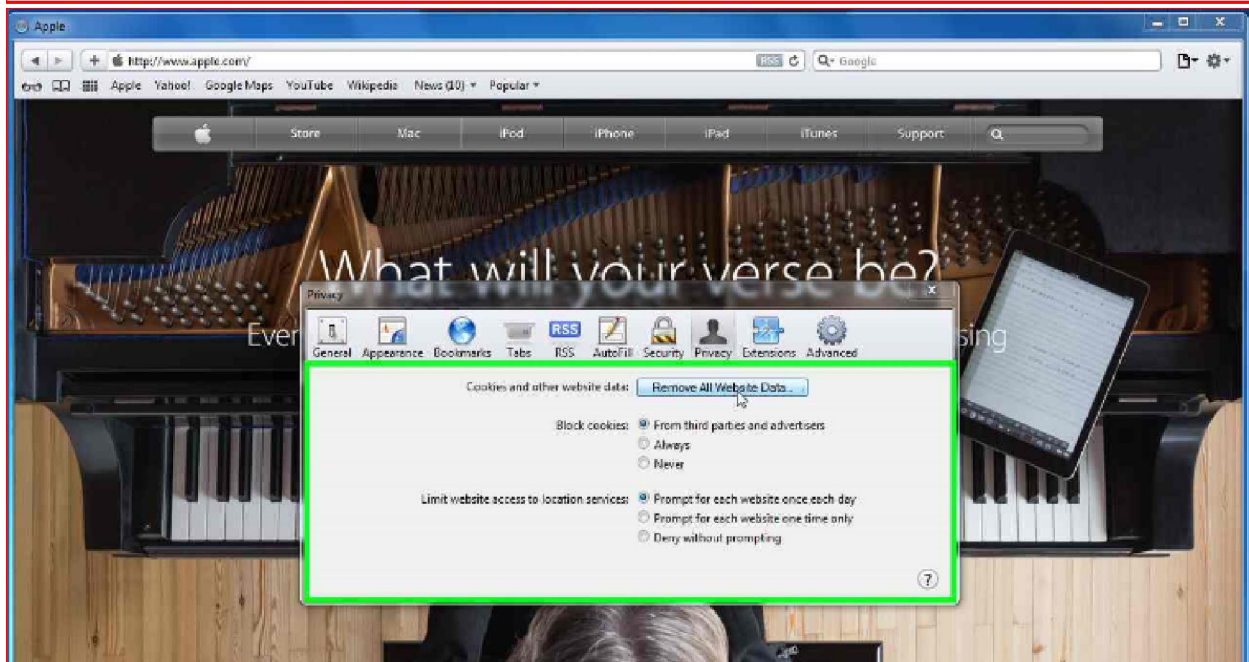 Apple
http://www.apple.com/
RSS
Google
Apple Yahoo! Google Maps YouTube Wikipedia News (10) Popular
Store Mac iPod iPhone iPad iTunes Support
What will your verse be?
Privacy
Ever
sing
RSS
General Appearance Bookmarks Tabs RSS AutoFill Security Privacy Extensions Advanced
Cookies and other website data: Remove All Website Data...
Block cookies: From third parties and advertisers
Always
Never
Limit website access to location services: Prompt for each website once each day
Prompt for each website one time only
Deny without prompting
?